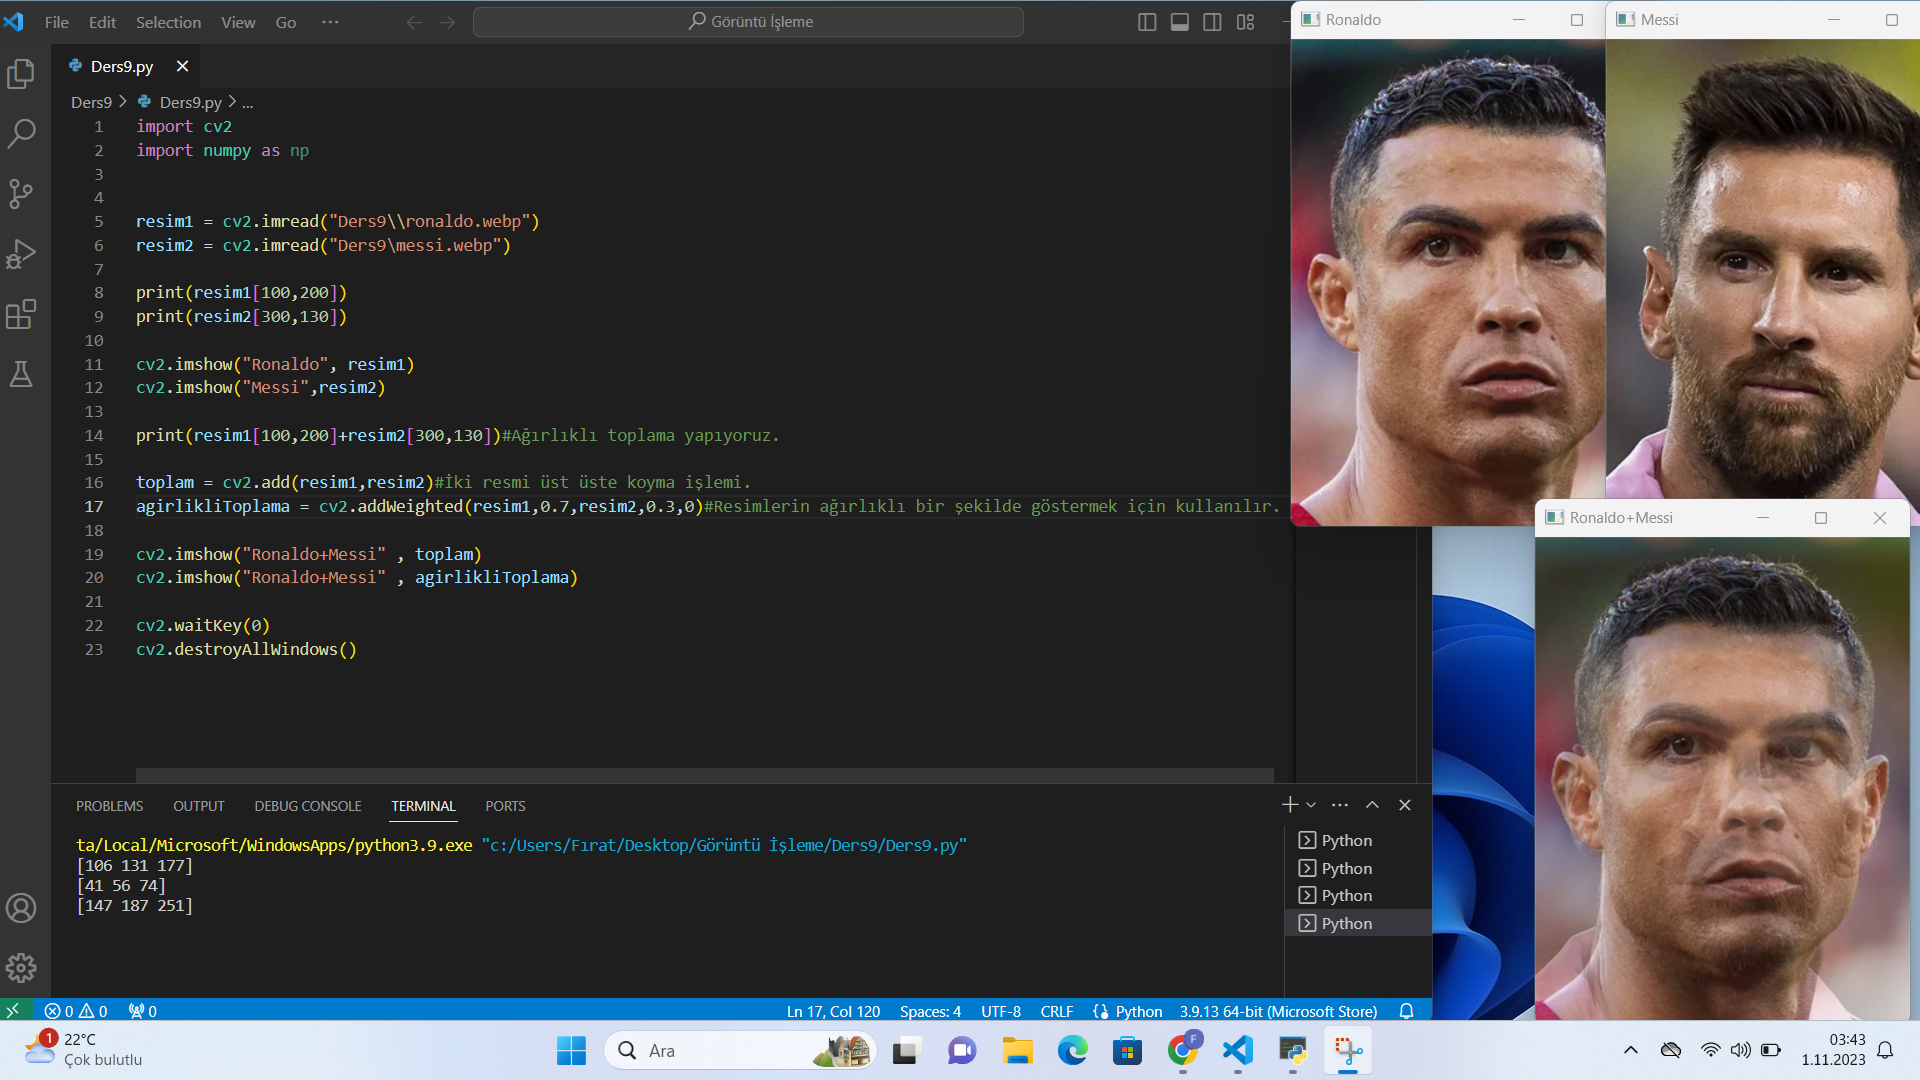 File Edit Selection View Go ···
Görüntü İşleme
Ders9.py
Ders9 > Ders9.py > ...
1 import cv2
2 import numpy as np
3
4
5 resim1 = cv2.imread("Ders9\\ronaldo.webp")
6 resim2 = cv2.imread("Ders9\messi.webp")
7
8 print(resim1[100,200])
9 print(resim2[300,130])
10
11 cv2.imshow("Ronaldo", resim1)
12 cv2.imshow("Messi",resim2)
13
14 print(resim1[100,200]+resim2[300,130])#Ağırlıklı toplama yapıyoruz.
15
16 toplam = cv2.add(resim1,resim2)#İki resmi üst üste koyma işlemi.
17 agirlikliToplama = cv2.addWeighted(resim1,0.7,resim2,0.3,0)#Resimlerin ağırlıklı bir şekilde göstermek için kullanılır.
18
19 cv2.imshow("Ronaldo+Messi" , toplam)
20 cv2.imshow("Ronaldo+Messi" , agirlikliToplama)
21
22 cv2.waitKey(0)
23 cv2.destroyAllWindows()
Ronaldo
Messi
Ronaldo+Messi
PROBLEMS OUTPUT DEBUG CONSOLE TERMINAL PORTS
ta/Local/Microsoft/WindowsApps/python3.9.exe "c:/Users/Fırat/Desktop/Görüntü İşleme/Ders9/Ders9.py"
[106 131 177]
[41 56 74]
[147 187 251]
Python
Python
Python
Python
0 0 0 Ln 17, Col 120 Spaces: 4 UTF-8 CRLF Python 3.9.13 64-bit (Microsoft Store)
1
22°C
Çok bulutlu
Ara
F
03:43
1.11.2023